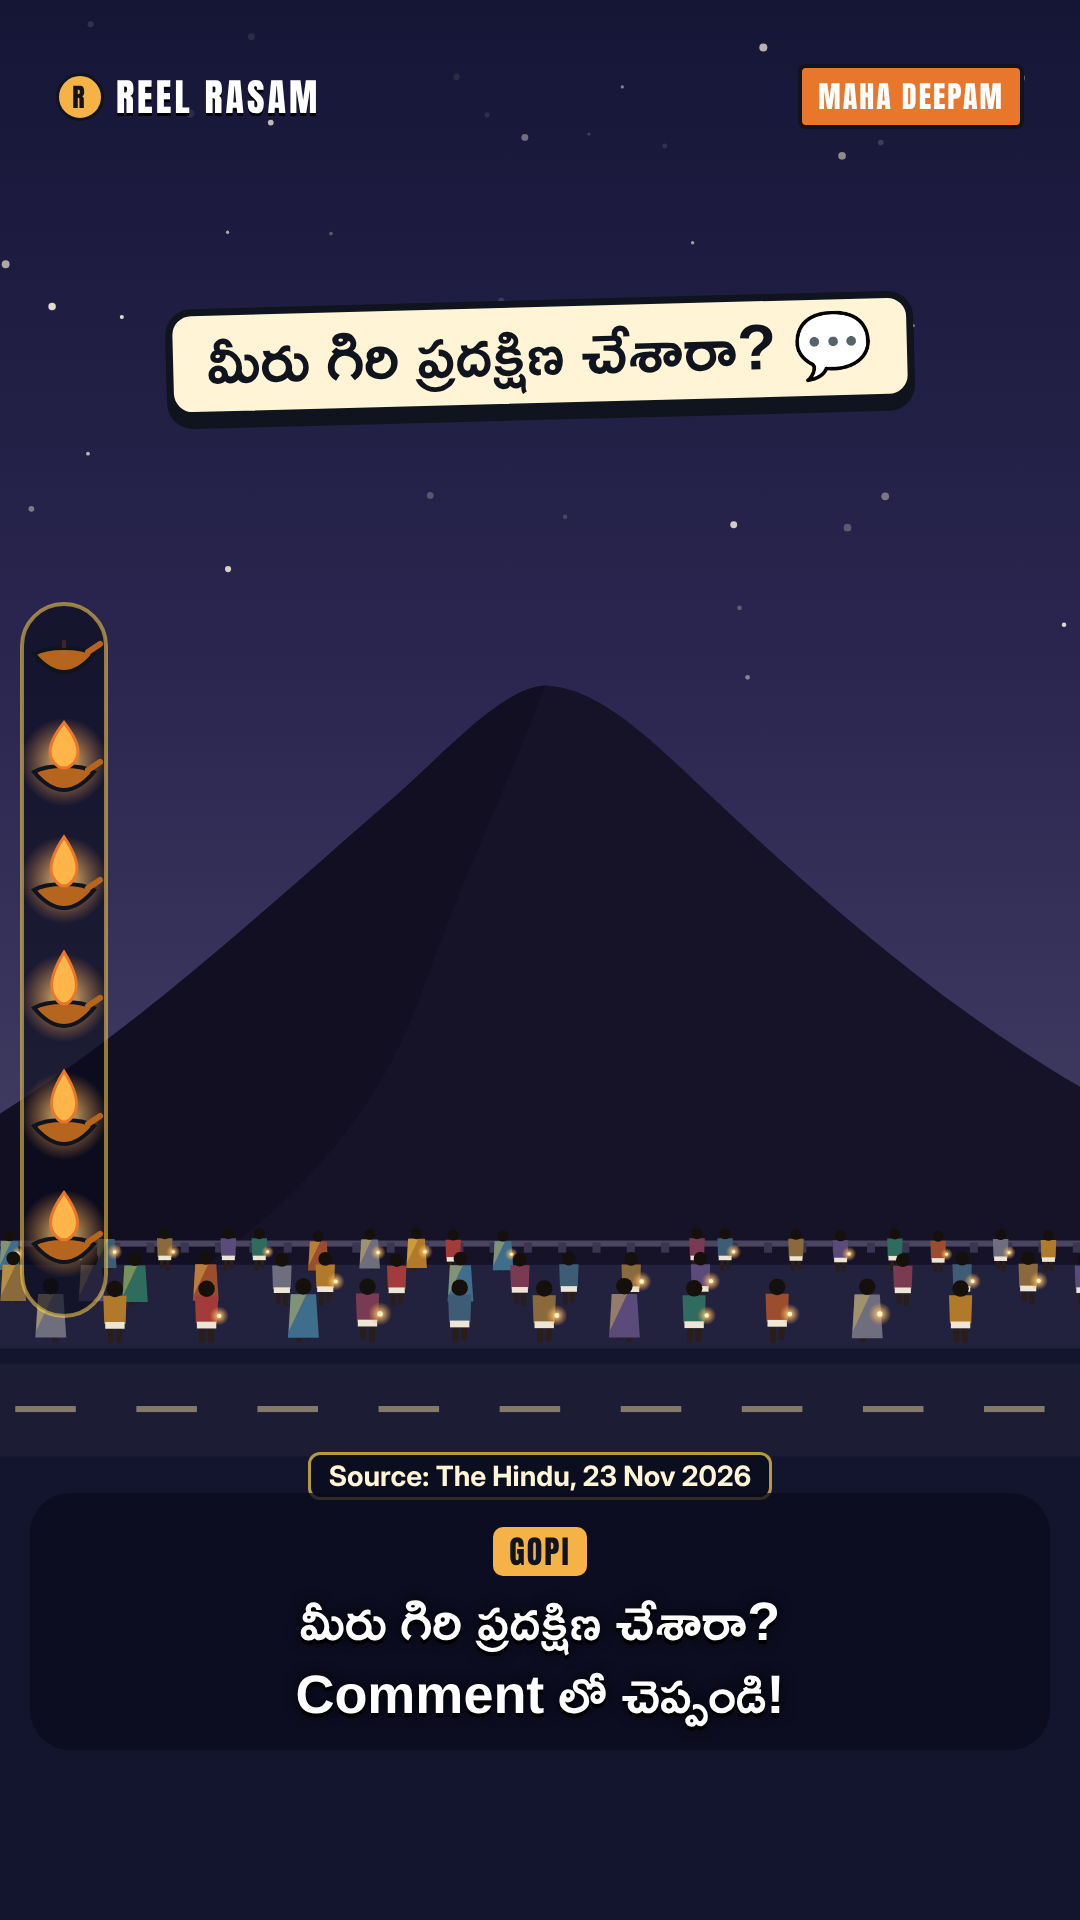 R REEL RASAM
MAHA DEEPAM
మీరు గిరి ప్రదక్షిణ చేశారా? 💬
Source: The Hindu, 23 Nov 2026
GOPI
మీరు గిరి ప్రదక్షిణ చేశారా?
Comment లో చెప్పండి!